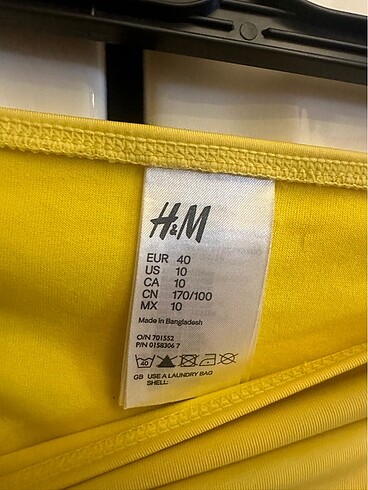 H&M
EUR 40
US 10
CA 10
CN 170/100
MX 10
Made in Bangladesh
O/N 701552
P/N 0158306 7
40
GB USE A LAUNDRY BAG
SHELL: